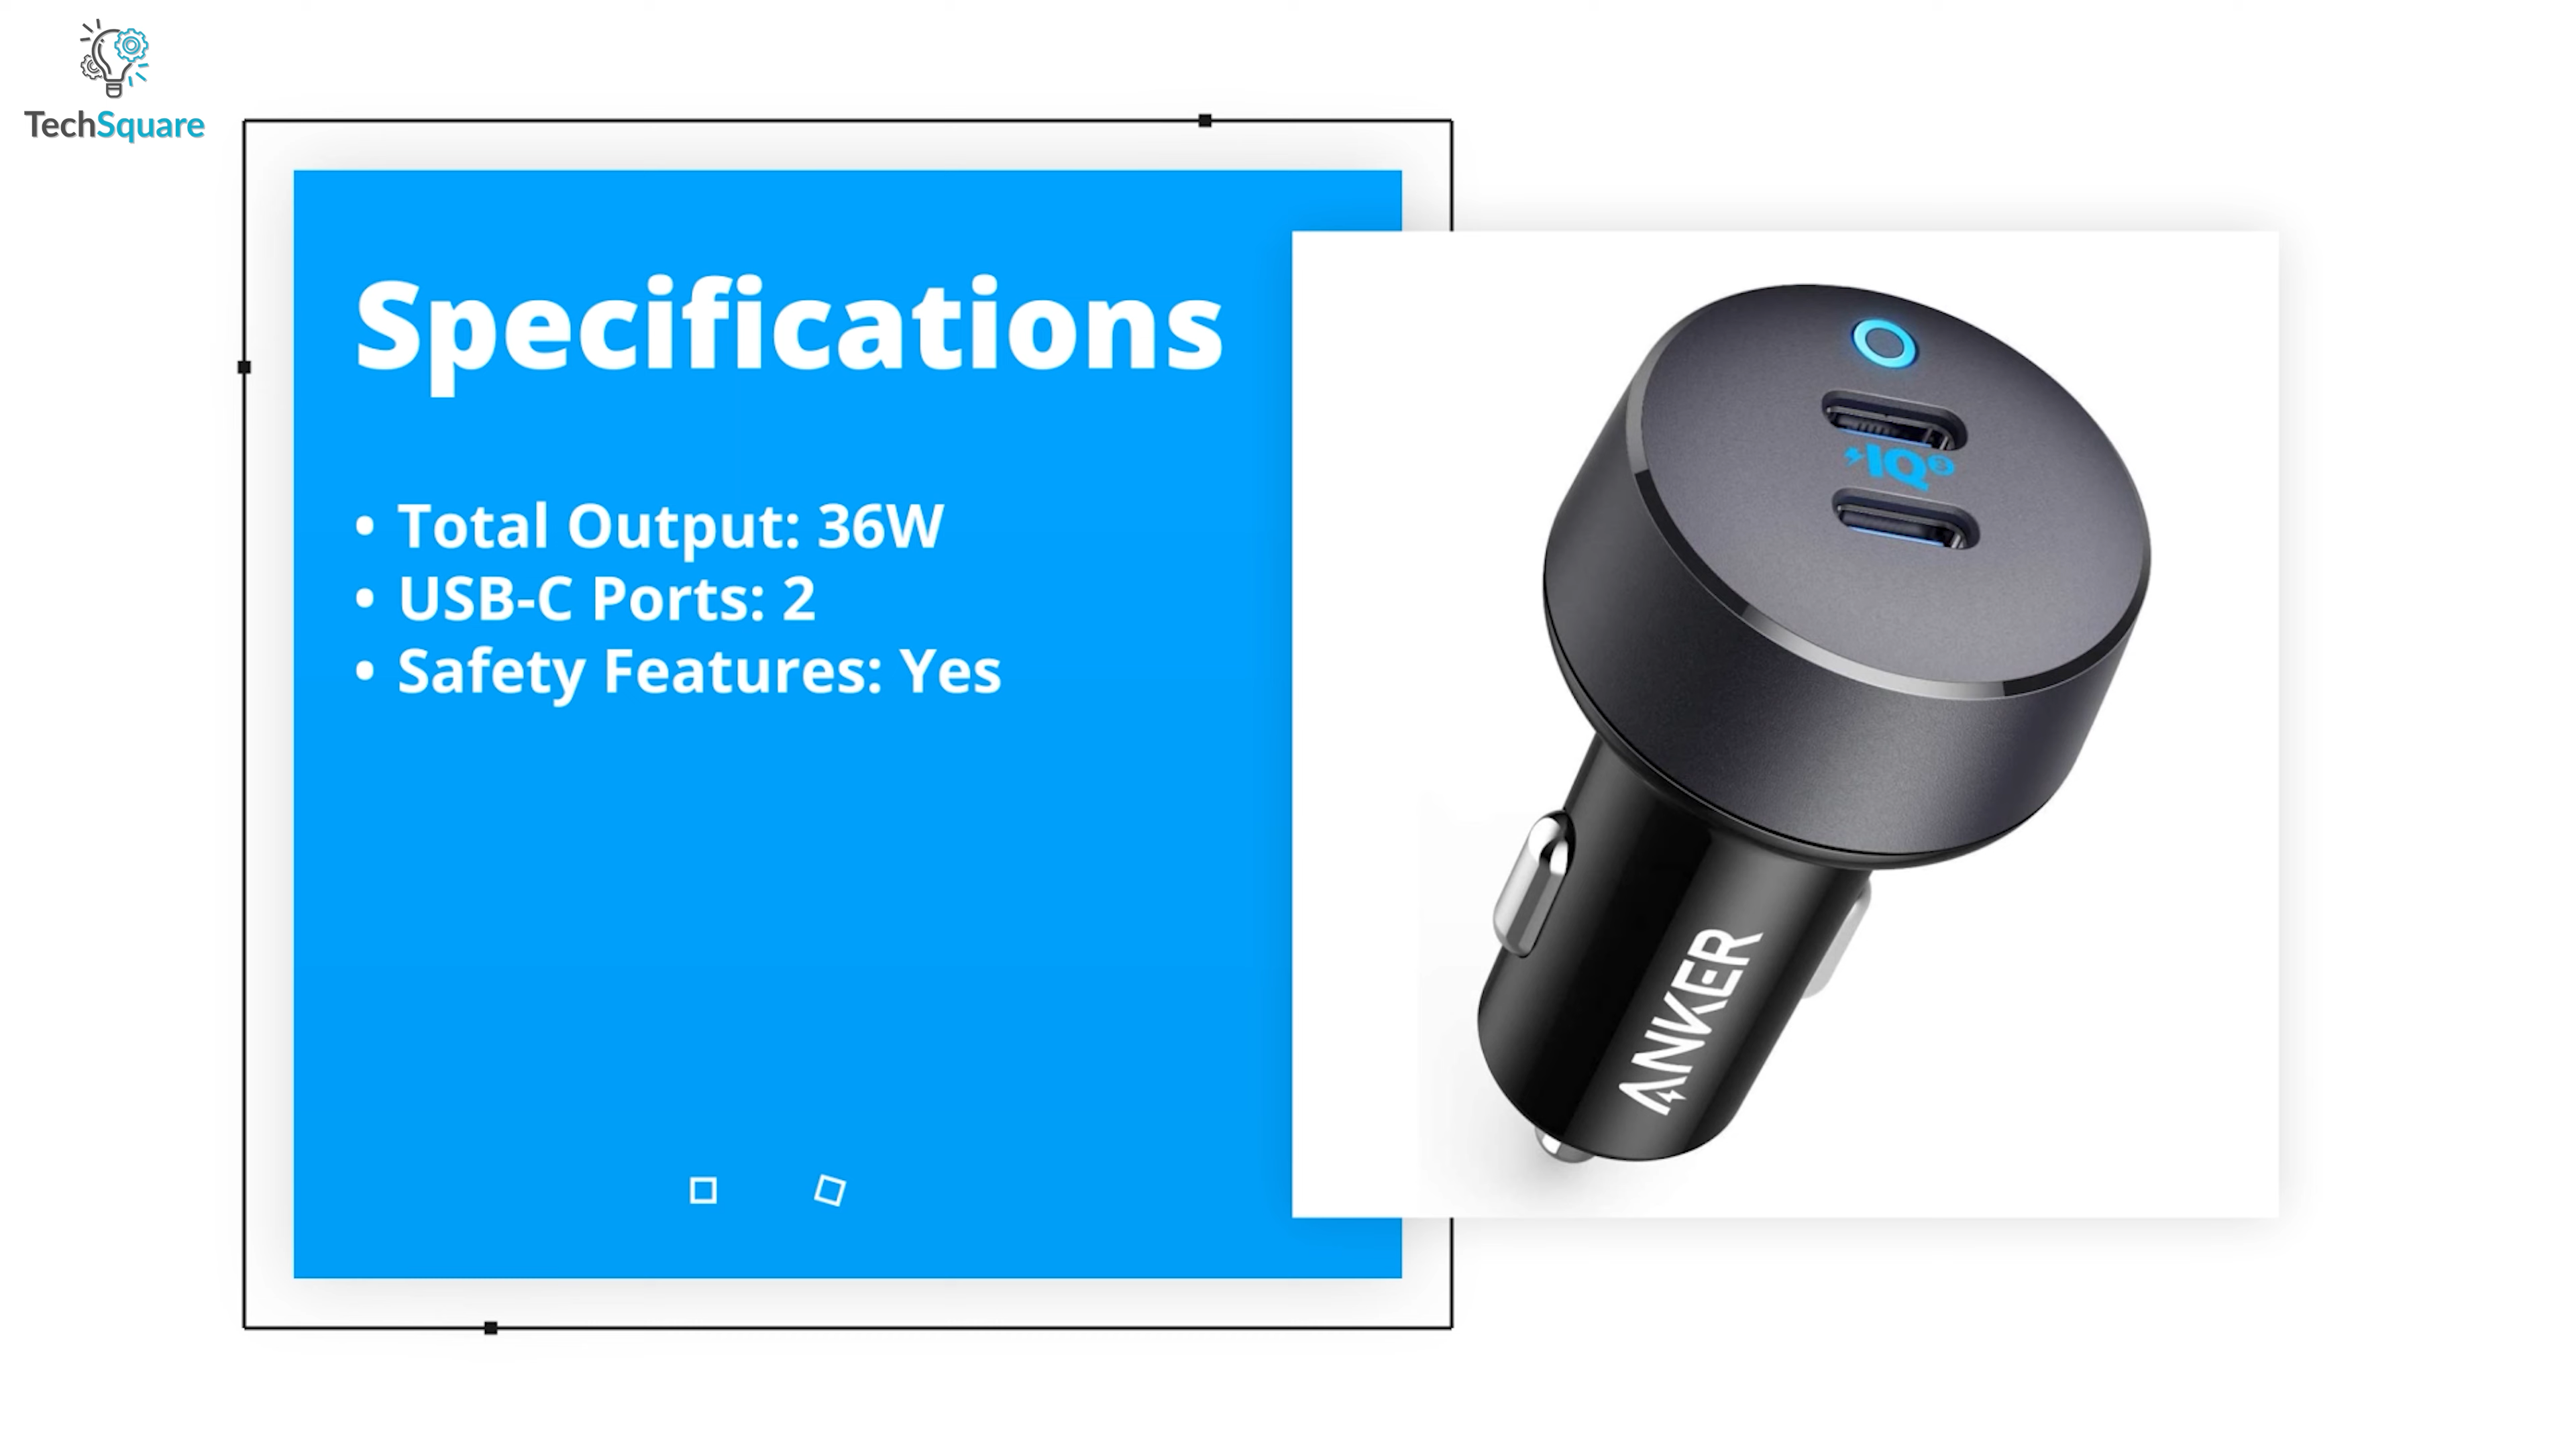 TechSquare
Specifications
• Total Output: 36W
• USB-C Ports: 2
• Safety Features: Yes
IQ3
ANKER